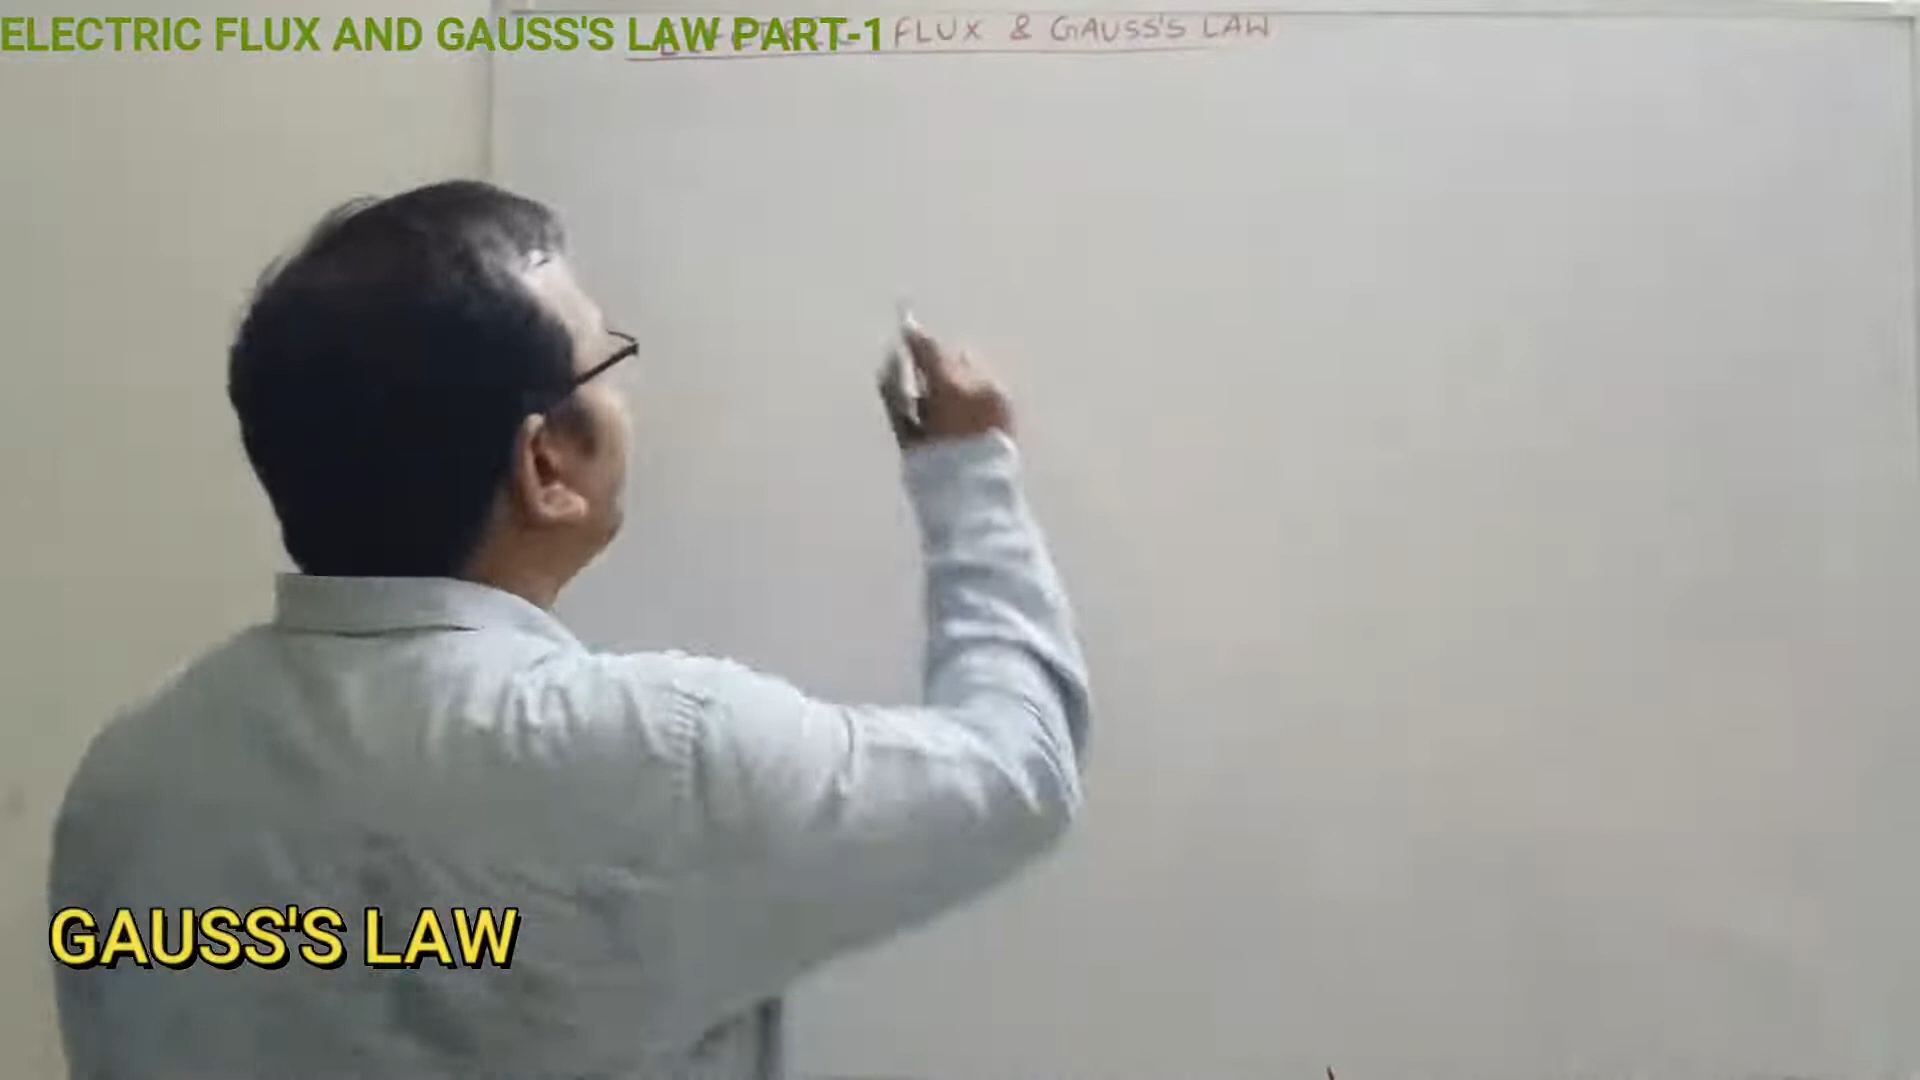 ELECTRIC FLUX AND GAUSS'S LAW PART-1
FLUX & GAUSS'S LAW
GAUSS'S LAW